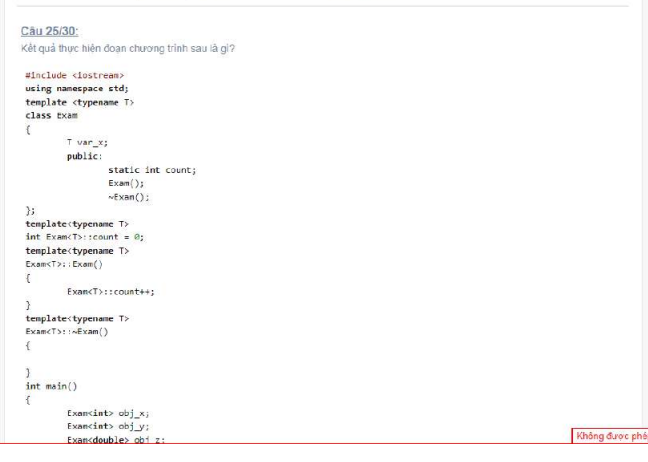 Câu 25/30:
Kết quả thực hiện đoạn chương trình sau là gì?
#include <iostream>
using namespace std;
template <typename T>
class Exam
{
T var_x;
public:
static int count;
Exam();
~Exam();
};
template<typename T>
int Exam<T>::count = 0;
template<typename T>
Exam<T>::Exam()
{
Exam<T>::count++;
}
template<typename T>
Exam<T>::~Exam()
{
}
int main()
{
Exam<int> obj_x;
Exam<int> obj_y;
Exam<double> obj_z;
Không được phé